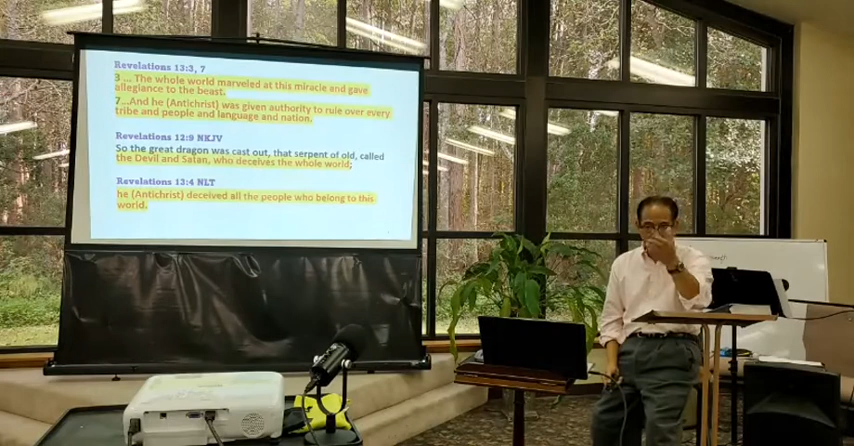 Revelations 13:3, 7
3 ... The whole world marveled at this miracle and gave
allegiance to the beast.
7...And he (Antichrist) was given authority to rule over every
tribe and people and language and nation.
Revelations 12:9 NKJV
So the great dragon was cast out, that serpent of old, called
the Devil and Satan, who deceives the whole world;
Revelations 13:4 NLT
he (Antichrist) deceived all the people who belong to this
world.